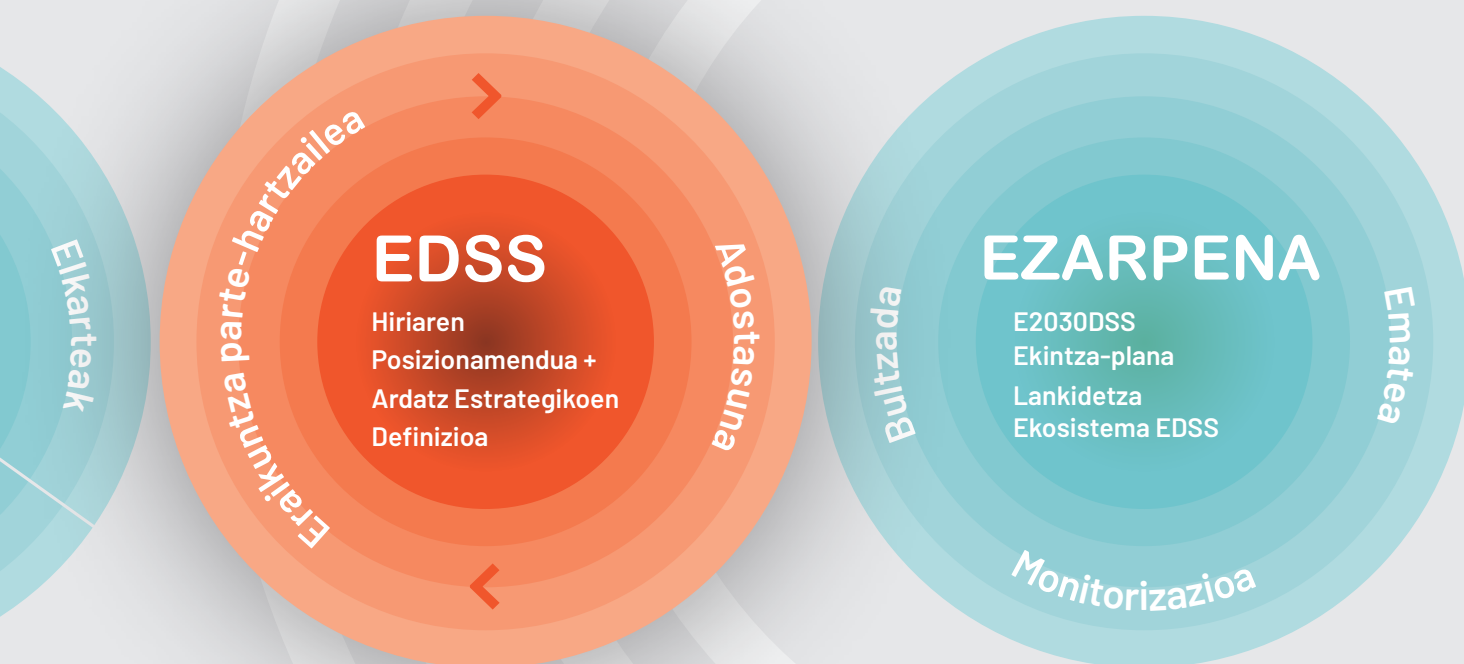 Elkarteak
Eraikuntza parte-hartzailea
EDSS
Hiriaren
Posizionamendua +
Ardatz Estrategikoen
Definizioa
Adostasuna
Bultzada
EZARPENA
E2030DSS
Ekintza-plana
Lankidetza
Ekosistema EDSS
Ematea
Monitorizazioa